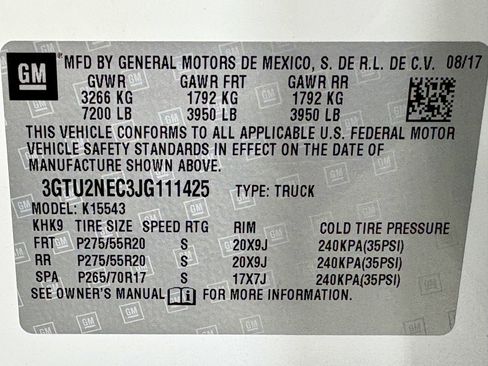 GM MFD BY GENERAL MOTORS DE MEXICO, S. DE R.L. DE C.V. 08/17
GVWR GAWR FRT GAWR RR
3266 KG 1792 KG 1792 KG
7200 LB 3950 LB 3950 LB
THIS VEHICLE CONFORMS TO ALL APPLICABLE U.S. FEDERAL MOTOR
VEHICLE SAFETY STANDARDS IN EFFECT ON THE DATE OF
MANUFACTURE SHOWN ABOVE.
3GTU2NEC3JG111425 TYPE: TRUCK
MODEL: K15543
KHK9 TIRE SIZE SPEED RTG RIM COLD TIRE PRESSURE
FRT P275/55R20 S 20X9J 240KPA(35PSI)
RR P275/55R20 S 20X9J 240KPA(35PSI)
SPA P265/70R17 S 17X7J 240KPA(35PSI)
SEE OWNER'S MANUAL FOR MORE INFORMATION.
GM